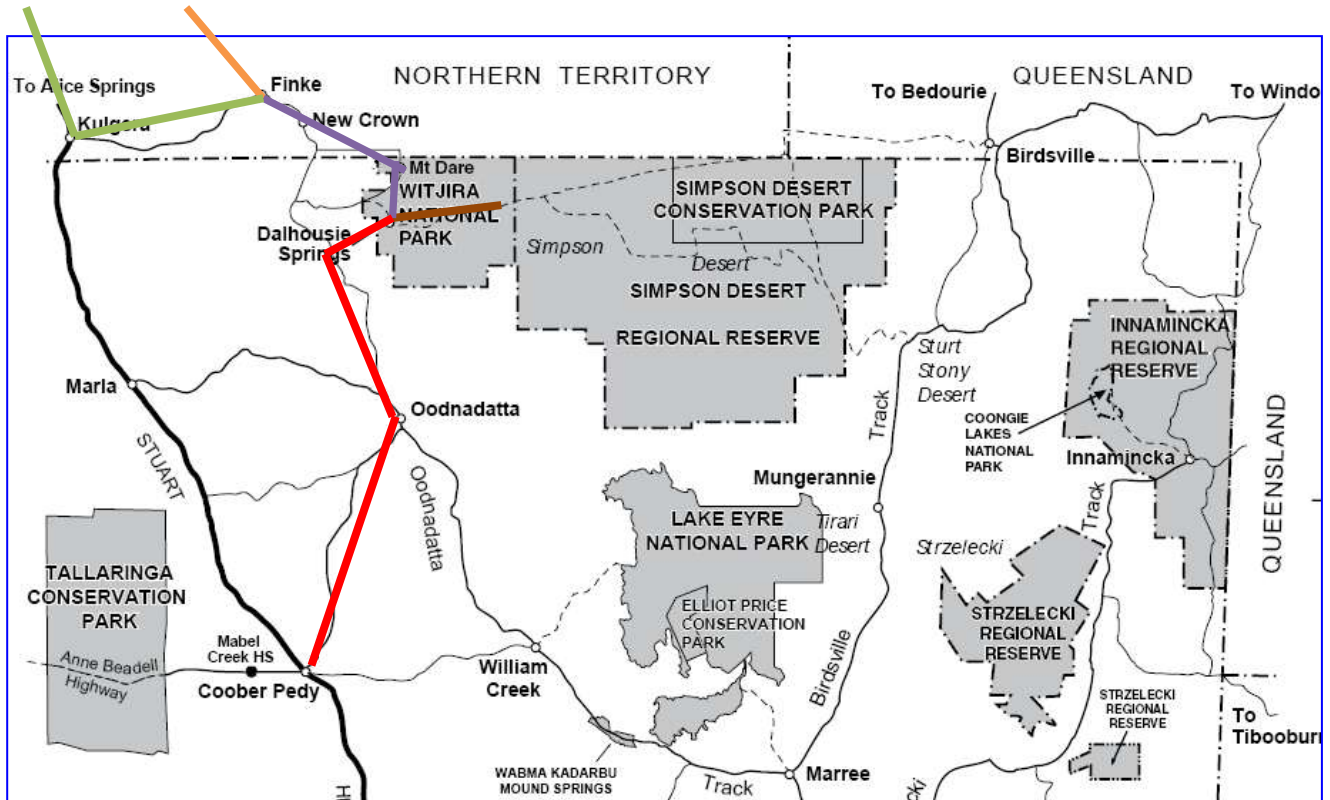 NORTHERN TERRITORY
QUEENSLAND
To Alice Springs
Finke
To Bedourie
To Windo
Kulgera
New Crown
Birdsville
Mt Dare
WITJIRA
NATIONAL
PARK
SIMPSON DESERT
CONSERVATION PARK
Dalhousie
Springs
Simpson
Desert
SIMPSON DESERT
REGIONAL RESERVE
INNAMINCKA
REGIONAL
RESERVE
Sturt
Stony
Desert
Marla
Oodnadatta
Track
COONGIE
LAKES
NATIONAL
PARK
Innamincka
QUEENSLAND
STUART
Oodnadatta
Mungerannie
Track
LAKE EYRE
NATIONAL PARK
Tirari
Desert
Strzelecki
TALLARINGA
CONSERVATION
PARK
ELLIOT PRICE
CONSERVATION
PARK
STRZELECKI
REGIONAL
RESERVE
Mabel
Creek HS
Anne Beadell
Highway
Coober Pedy
William
Creek
Birdsville
STRZELECKI
REGIONAL
RESERVE
To
Tibooburr
WABMA KADARBU
MOUND SPRINGS
Track
Marree
cki
HI